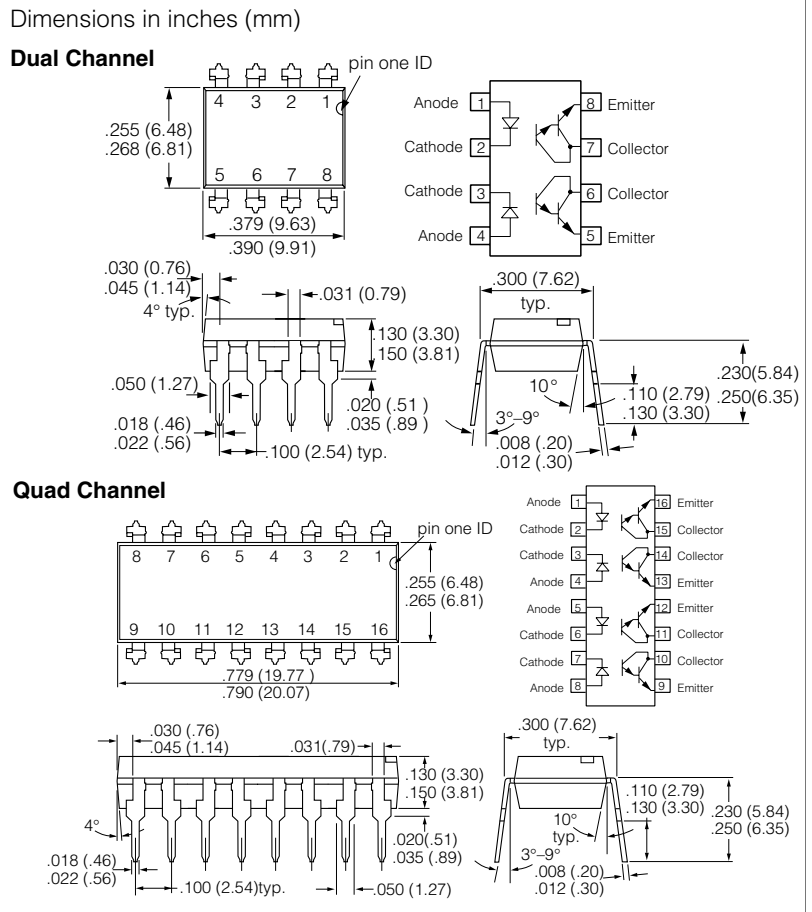 Dimensions in inches (mm)
Dual Channel
pin one ID
4 3 2 1
5 6 7 8
.255 (6.48)
.268 (6.81)
.379 (9.63)
.390 (9.91)
Anode 1
Cathode 2
Cathode 3
Anode 4
8 Emitter
7 Collector
6 Collector
5 Emitter
.030 (0.76)
.045 (1.14)
4° typ.
.031 (0.79)
.130 (3.30)
.150 (3.81)
.050 (1.27)
.020 (.51 )
.035 (.89 )
.018 (.46)
.022 (.56)
.100 (2.54) typ.
.300 (7.62)
typ.
.230(5.84)
.250(6.35)
10°
.110 (2.79)
.130 (3.30)
3°–9°
.008 (.20)
.012 (.30)
Quad Channel
pin one ID
8 7 6 5 4 3 2 1
9 10 11 12 13 14 15 16
.255 (6.48)
.265 (6.81)
.779 (19.77 )
.790 (20.07)
Anode 1
Cathode 2
Cathode 3
Anode 4
Anode 5
Cathode 6
Cathode 7
Anode 8
16 Emitter
15 Collector
14 Collector
13 Emitter
12 Emitter
11 Collector
10 Collector
9 Emitter
.030 (.76)
.045 (1.14)
.031(.79)
.130 (3.30)
.150 (3.81)
4°
.020(.51)
.035 (.89)
.018 (.46)
.022 (.56)
.100 (2.54)typ.
.050 (1.27)
.300 (7.62)
typ.
.110 (2.79)
.130 (3.30)
.230 (5.84)
.250 (6.35)
10°
typ.
3°–9°
.008 (.20)
.012 (.30)